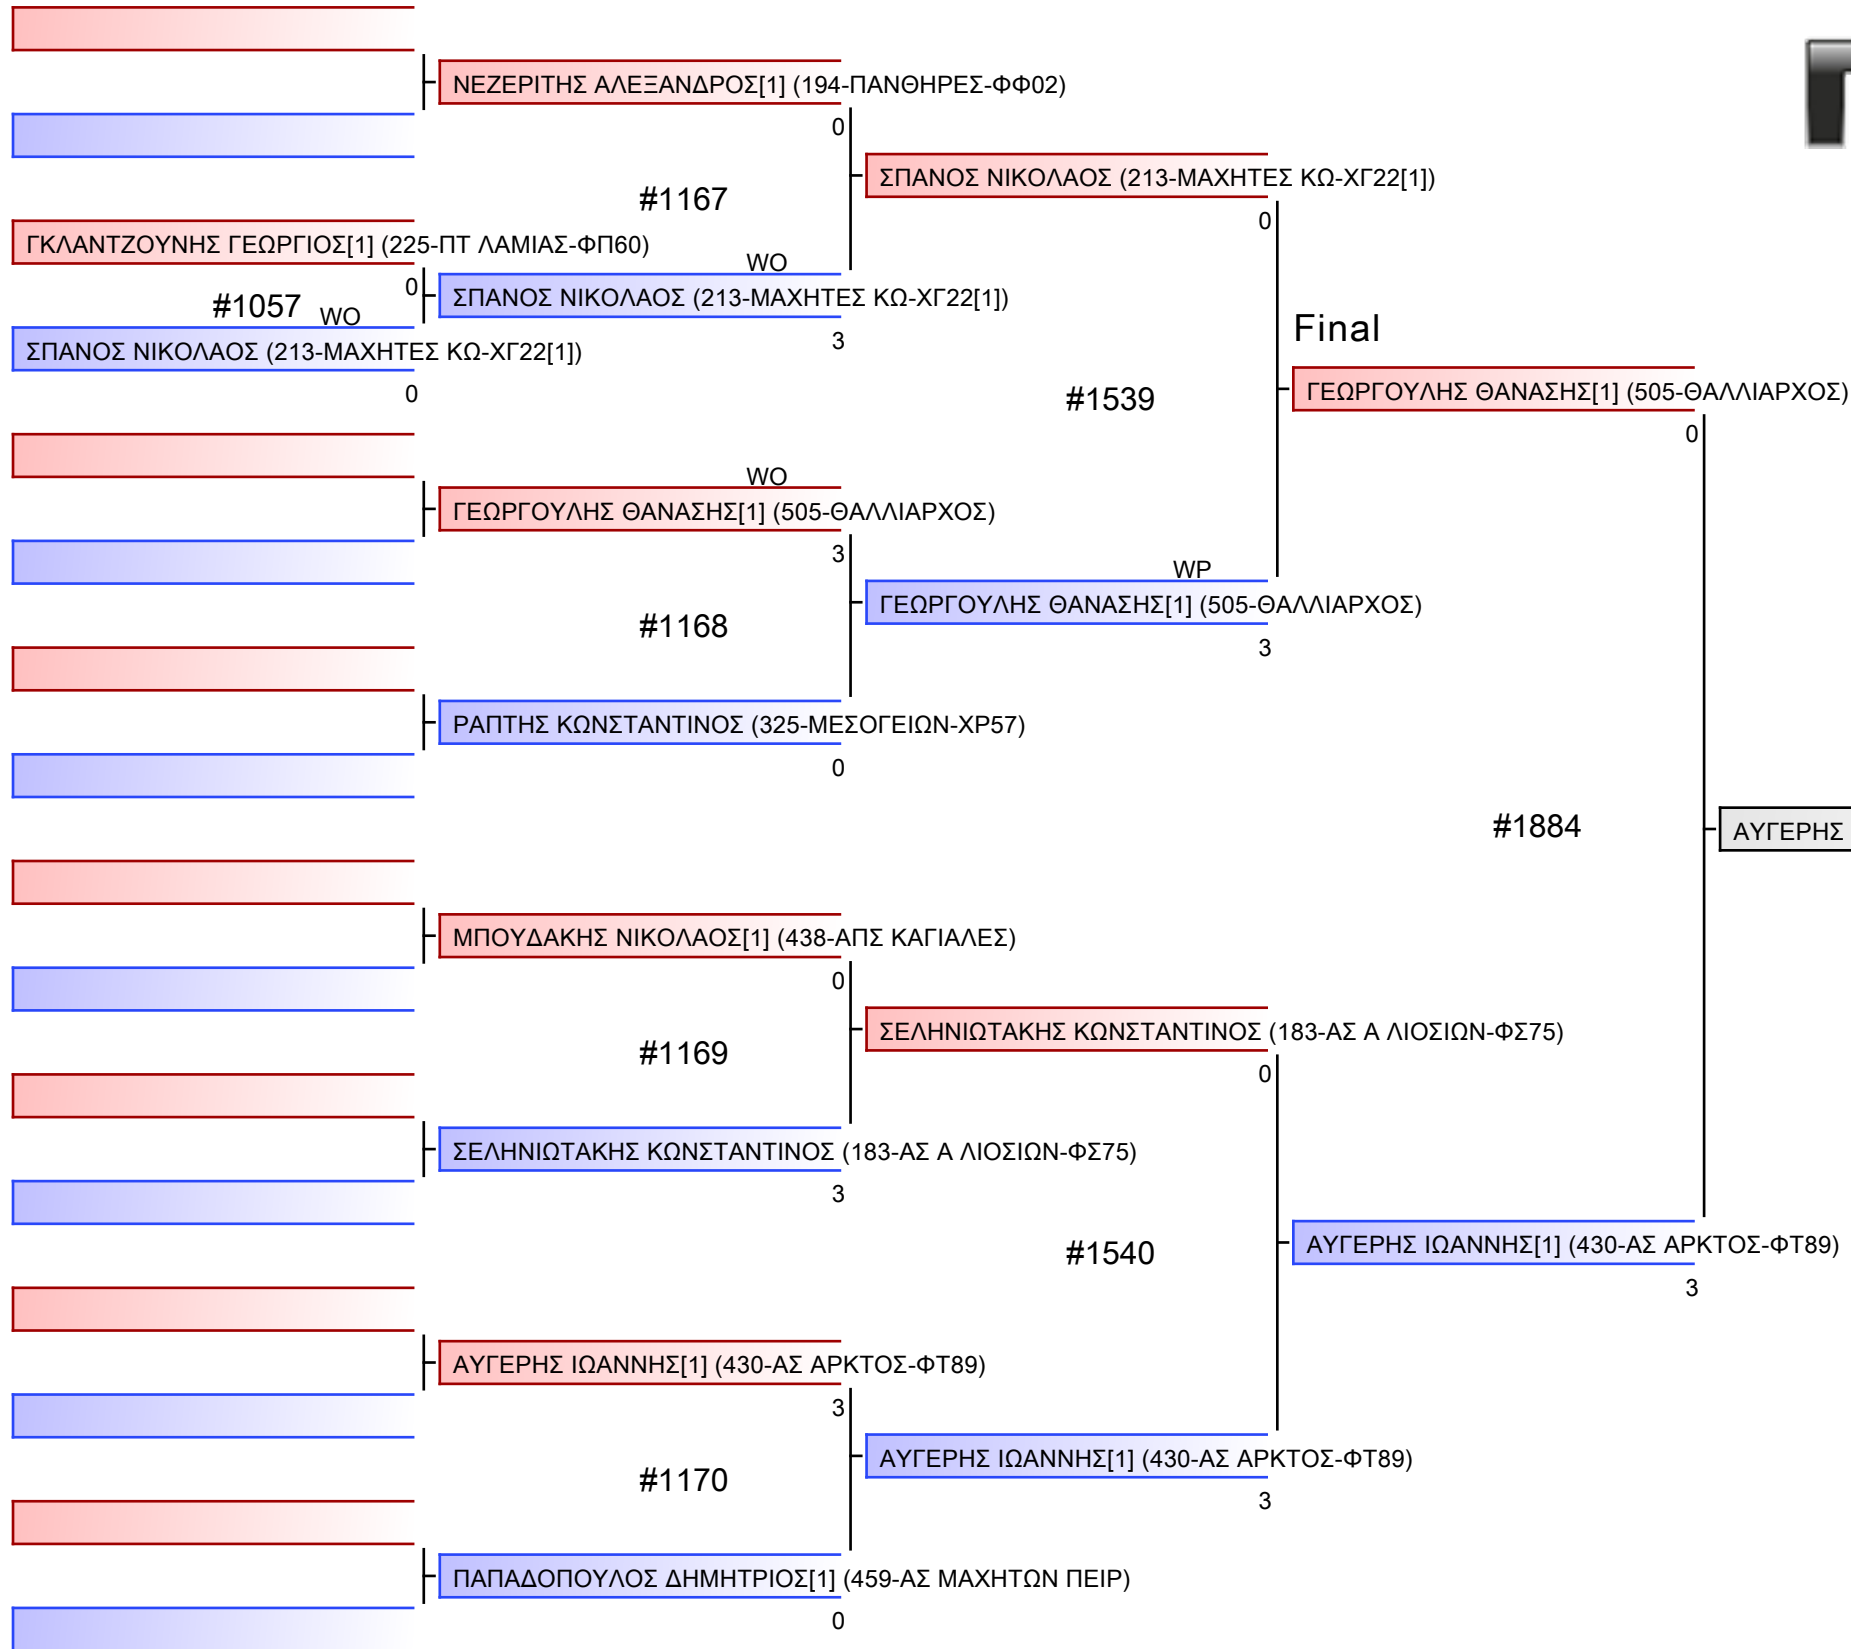 ΝΕΖΕΡΙΤΗΣ ΑΛΕΞΑΝΔΡΟΣ[1] (194-ΠΑΝΘΗΡΕΣ-ΦΦ02)
0
ΣΠΑΝΟΣ ΝΙΚΟΛΑΟΣ (213-ΜΑΧΗΤΕΣ ΚΩ-ΧΓ22[1])
#1167
0
ΓΚΛΑΝΤΖΟΥΝΗΣ ΓΕΩΡΓΙΟΣ[1] (225-ΠΤ ΛΑΜΙΑΣ-ΦΠ60)
WO
0
ΣΠΑΝΟΣ ΝΙΚΟΛΑΟΣ (213-ΜΑΧΗΤΕΣ ΚΩ-ΧΓ22[1])
#1057
WO
Final
3
ΣΠΑΝΟΣ ΝΙΚΟΛΑΟΣ (213-ΜΑΧΗΤΕΣ ΚΩ-ΧΓ22[1])
0
#1539
ΓΕΩΡΓΟΥΛΗΣ ΘΑΝΑΣΗΣ[1] (505-ΘΑΛΛΙΑΡΧΟΣ)
0
WO
ΓΕΩΡΓΟΥΛΗΣ ΘΑΝΑΣΗΣ[1] (505-ΘΑΛΛΙΑΡΧΟΣ)
3
WP
ΓΕΩΡΓΟΥΛΗΣ ΘΑΝΑΣΗΣ[1] (505-ΘΑΛΛΙΑΡΧΟΣ)
#1168
3
ΡΑΠΤΗΣ ΚΩΝΣΤΑΝΤΙΝΟΣ (325-ΜΕΣΟΓΕΙΩΝ-ΧΡ57)
0
#1884
ΑΥΓΕΡΗΣ
ΜΠΟΥΔΑΚΗΣ ΝΙΚΟΛΑΟΣ[1] (438-ΑΠΣ ΚΑΓΙΑΛΕΣ)
0
ΣΕΛΗΝΙΩΤΑΚΗΣ ΚΩΝΣΤΑΝΤΙΝΟΣ (183-ΑΣ Α ΛΙΟΣΙΩΝ-ΦΣ75)
#1169
0
ΣΕΛΗΝΙΩΤΑΚΗΣ ΚΩΝΣΤΑΝΤΙΝΟΣ (183-ΑΣ Α ΛΙΟΣΙΩΝ-ΦΣ75)
3
#1540
ΑΥΓΕΡΗΣ ΙΩΑΝΝΗΣ[1] (430-ΑΣ ΑΡΚΤΟΣ-ΦΤ89)
3
ΑΥΓΕΡΗΣ ΙΩΑΝΝΗΣ[1] (430-ΑΣ ΑΡΚΤΟΣ-ΦΤ89)
3
ΑΥΓΕΡΗΣ ΙΩΑΝΝΗΣ[1] (430-ΑΣ ΑΡΚΤΟΣ-ΦΤ89)
#1170
3
ΠΑΠΑΔΟΠΟΥΛΟΣ ΔΗΜΗΤΡΙΟΣ[1] (459-ΑΣ ΜΑΧΗΤΩΝ ΠΕΙΡ)
0